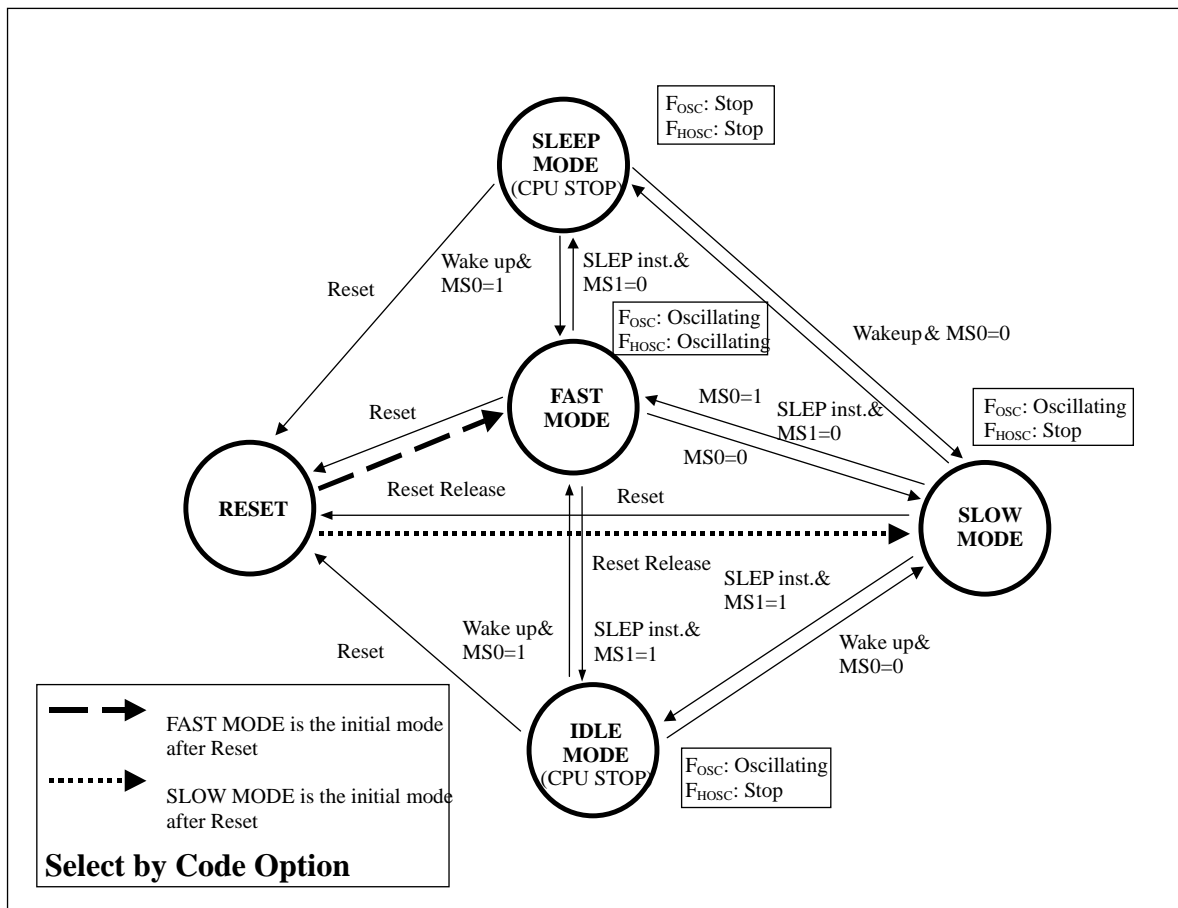 FOSC: Stop
FHOSC: Stop
SLEEP
MODE
(CPU STOP)
Wake up&
MS0=1
SLEP inst.&
MS1=0
Reset
FOSC: Oscillating
FHOSC: Oscillating
Wakeup& MS0=0
FAST
MODE
Reset
MS0=1
SLEP inst.&
MS1=0
MS0=0
FOSC: Oscillating
FHOSC: Stop
RESET
Reset Release
Reset
SLOW
MODE
Reset Release
SLEP inst.&
MS1=1
Wake up&
MS0=1
SLEP inst.&
MS1=1
Wake up&
MS0=0
Reset
IDLE
MODE
(CPU STOP)
FOSC: Oscillating
FHOSC: Stop
FAST MODE is the initial mode
after Reset
SLOW MODE is the initial mode
after Reset
Select by Code Option